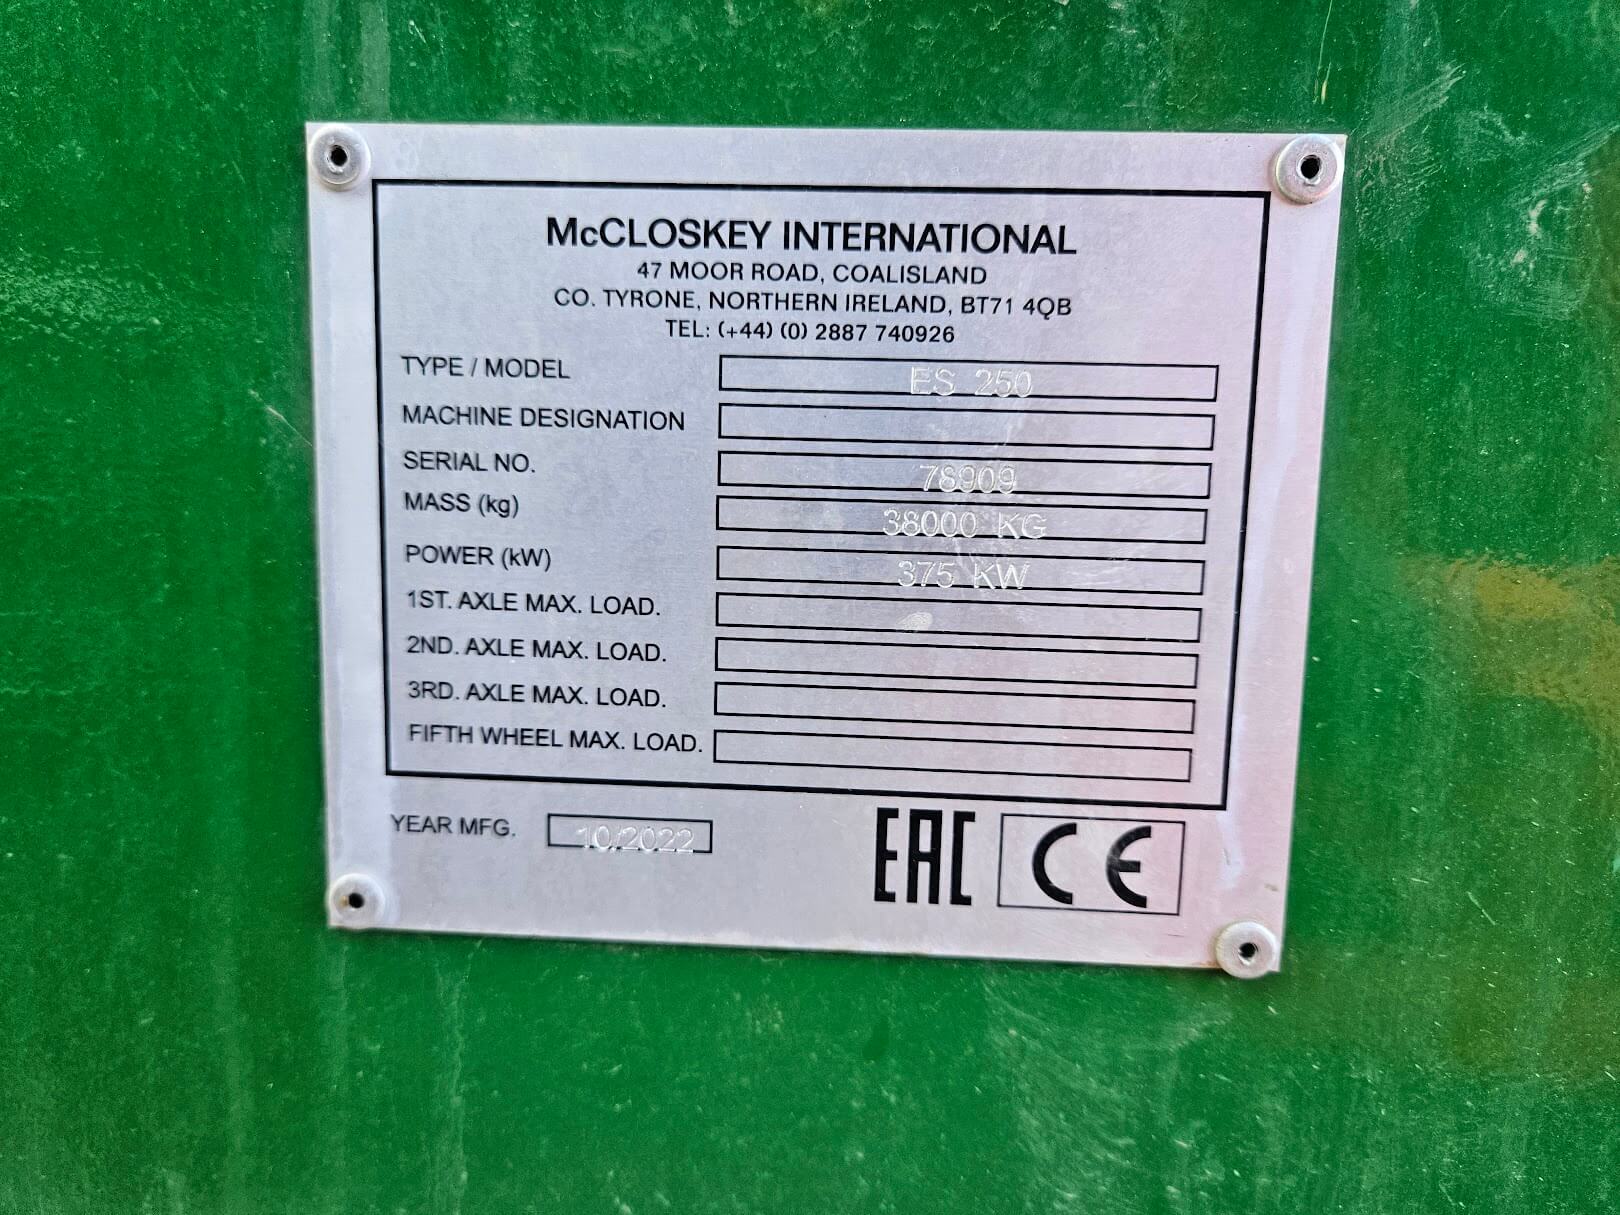 McCLOSKEY INTERNATIONAL
47 MOOR ROAD, COALISLAND
CO. TYRONE, NORTHERN IRELAND, BT71 4QB
TEL: (+44) (0) 2887 740926
TYPE / MODEL ES 250
MACHINE DESIGNATION
SERIAL NO. 78909
MASS (kg) 38000 KG
POWER (kW) 375 KW
1ST. AXLE MAX. LOAD.
2ND. AXLE MAX. LOAD.
3RD. AXLE MAX. LOAD.
FIFTH WHEEL MAX. LOAD.
YEAR MFG. 10/2022 EAC CE